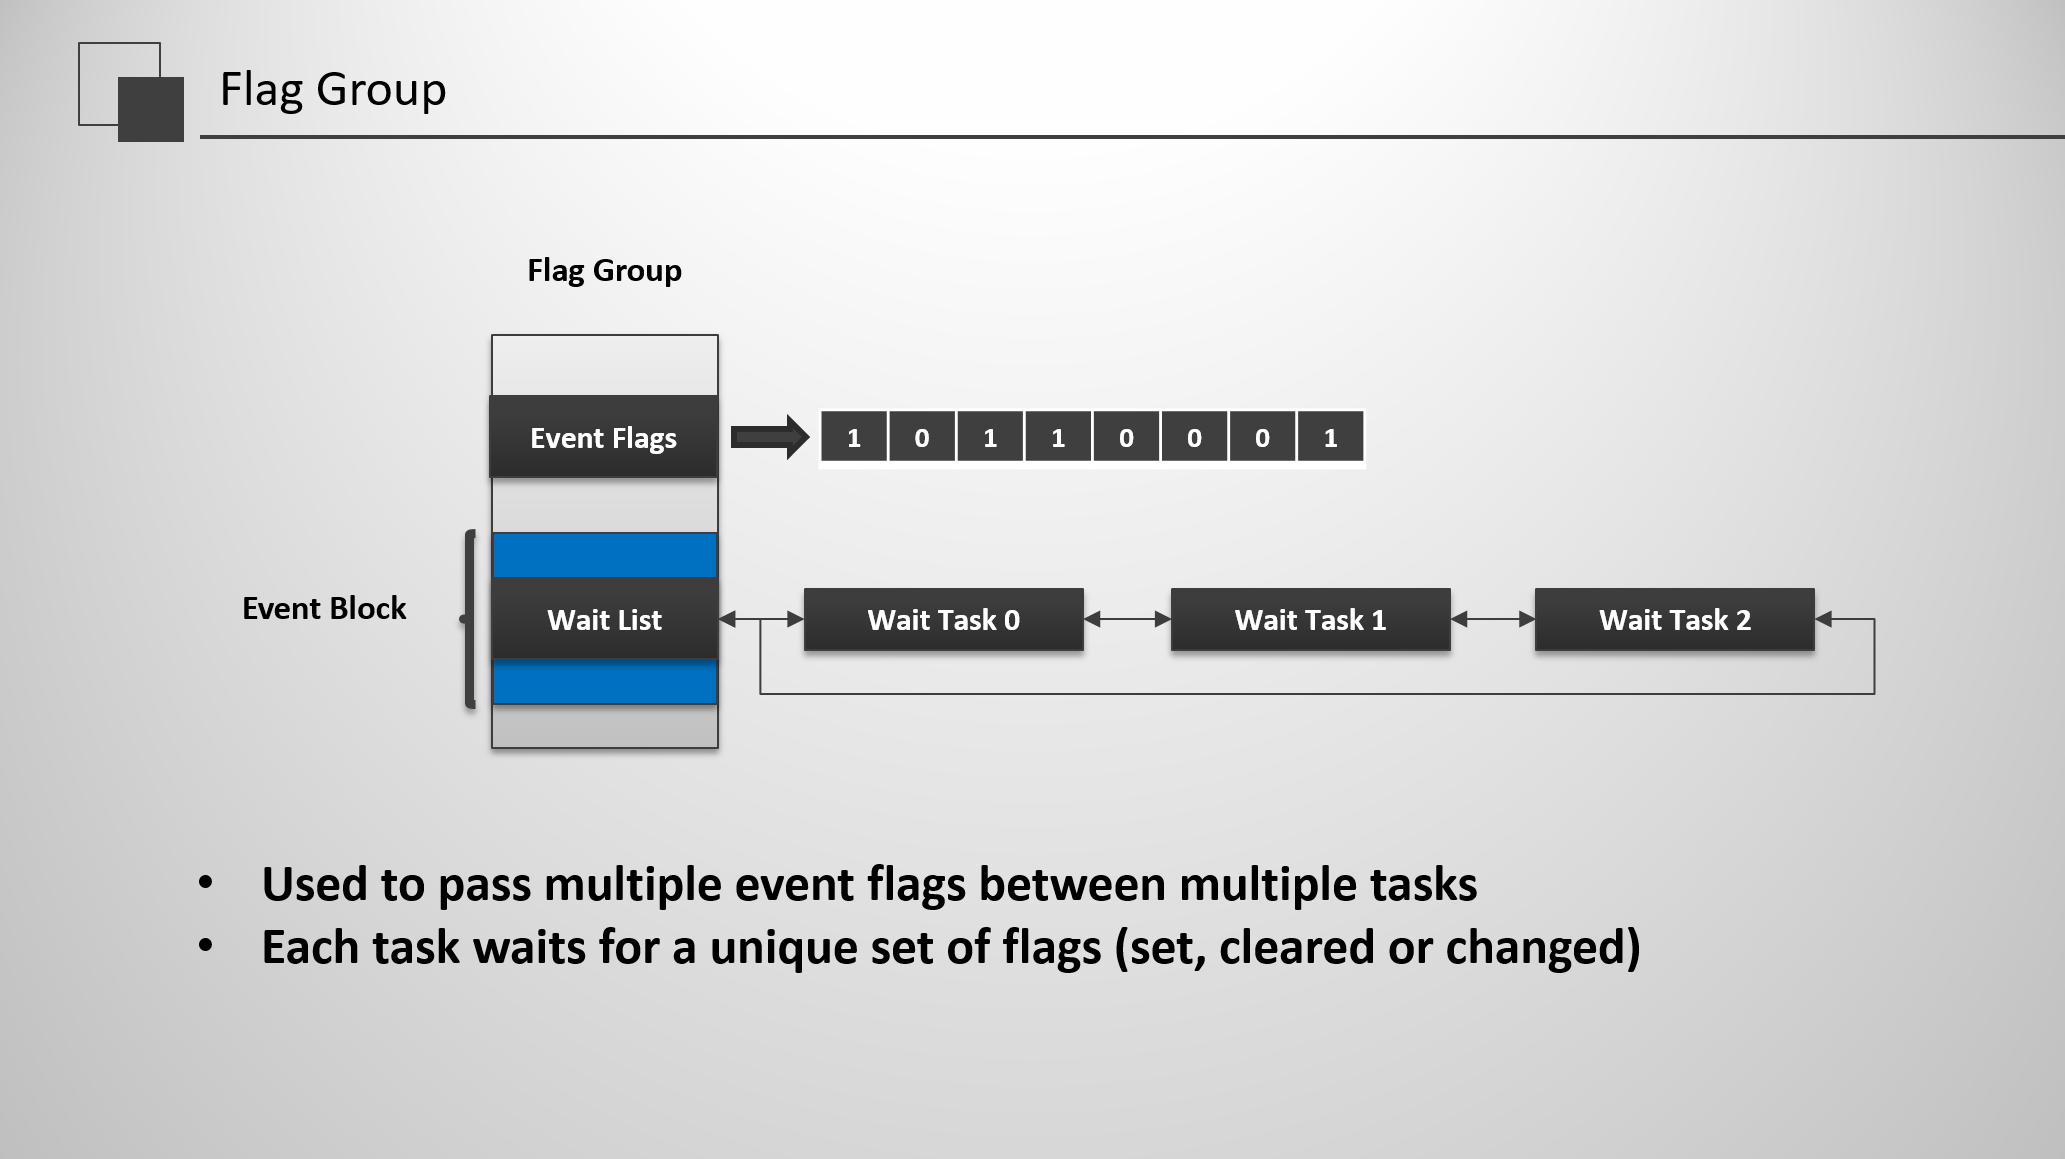 Flag Group
Flag Group
Event Flags
1 0 1 1 0 0 0 1
Event Block
Wait List
Wait Task 0
Wait Task 1
Wait Task 2
• Used to pass multiple event flags between multiple tasks
• Each task waits for a unique set of flags (set, cleared or changed)